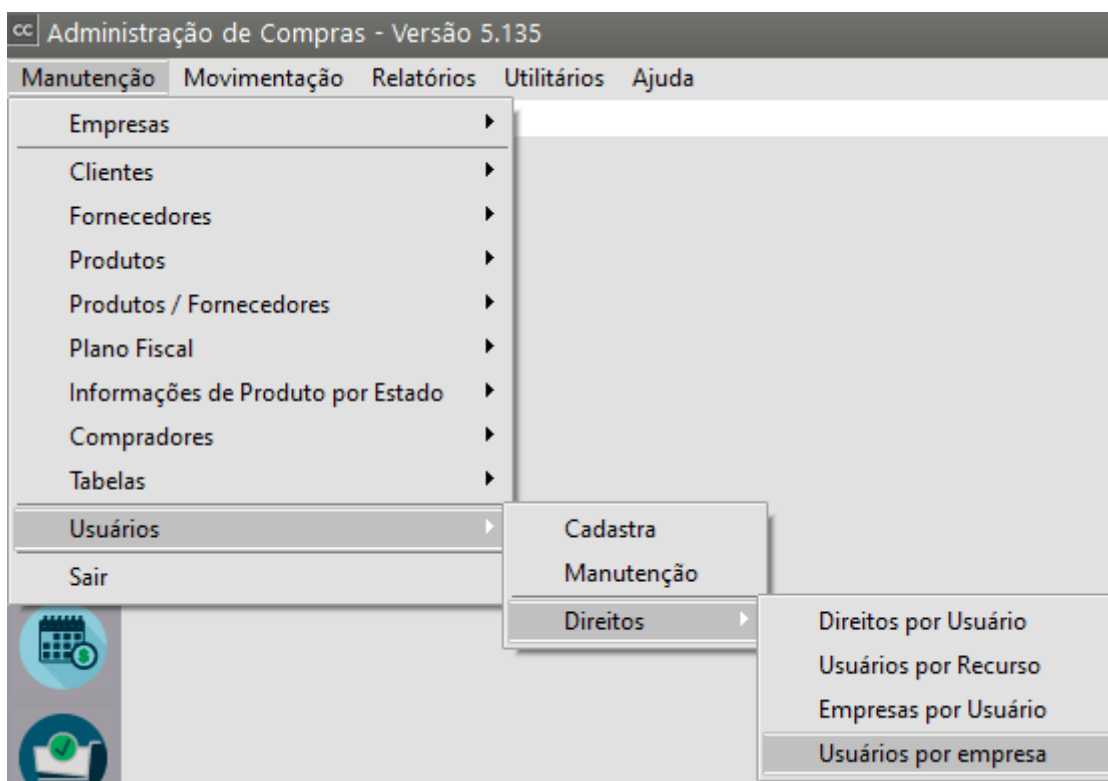 cc Administração de Compras - Versão 5.135
Manutenção Movimentação Relatórios Utilitários Ajuda
Empresas
Clientes
Fornecedores
Produtos
Produtos / Fornecedores
Plano Fiscal
Informações de Produto por Estado
Compradores
Tabelas
Usuários
Sair
Cadastra
Manutenção
Direitos
Direitos por Usuário
Usuários por Recurso
Empresas por Usuário
Usuários por empresa
$